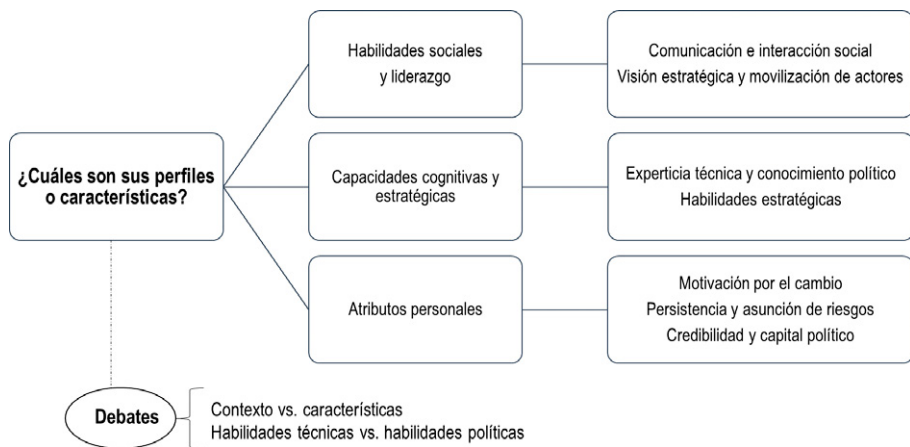 ¿Cuáles son sus perfiles
o características?
Habilidades sociales
y liderazgo
Comunicación e interacción social
Visión estratégica y movilización de actores
Capacidades cognitivas y
estratégicas
Experticia técnica y conocimiento político
Habilidades estratégicas
Atributos personales
Motivación por el cambio
Persistencia y asunción de riesgos
Credibilidad y capital político
Debates
Contexto vs. características
Habilidades técnicas vs. habilidades políticas